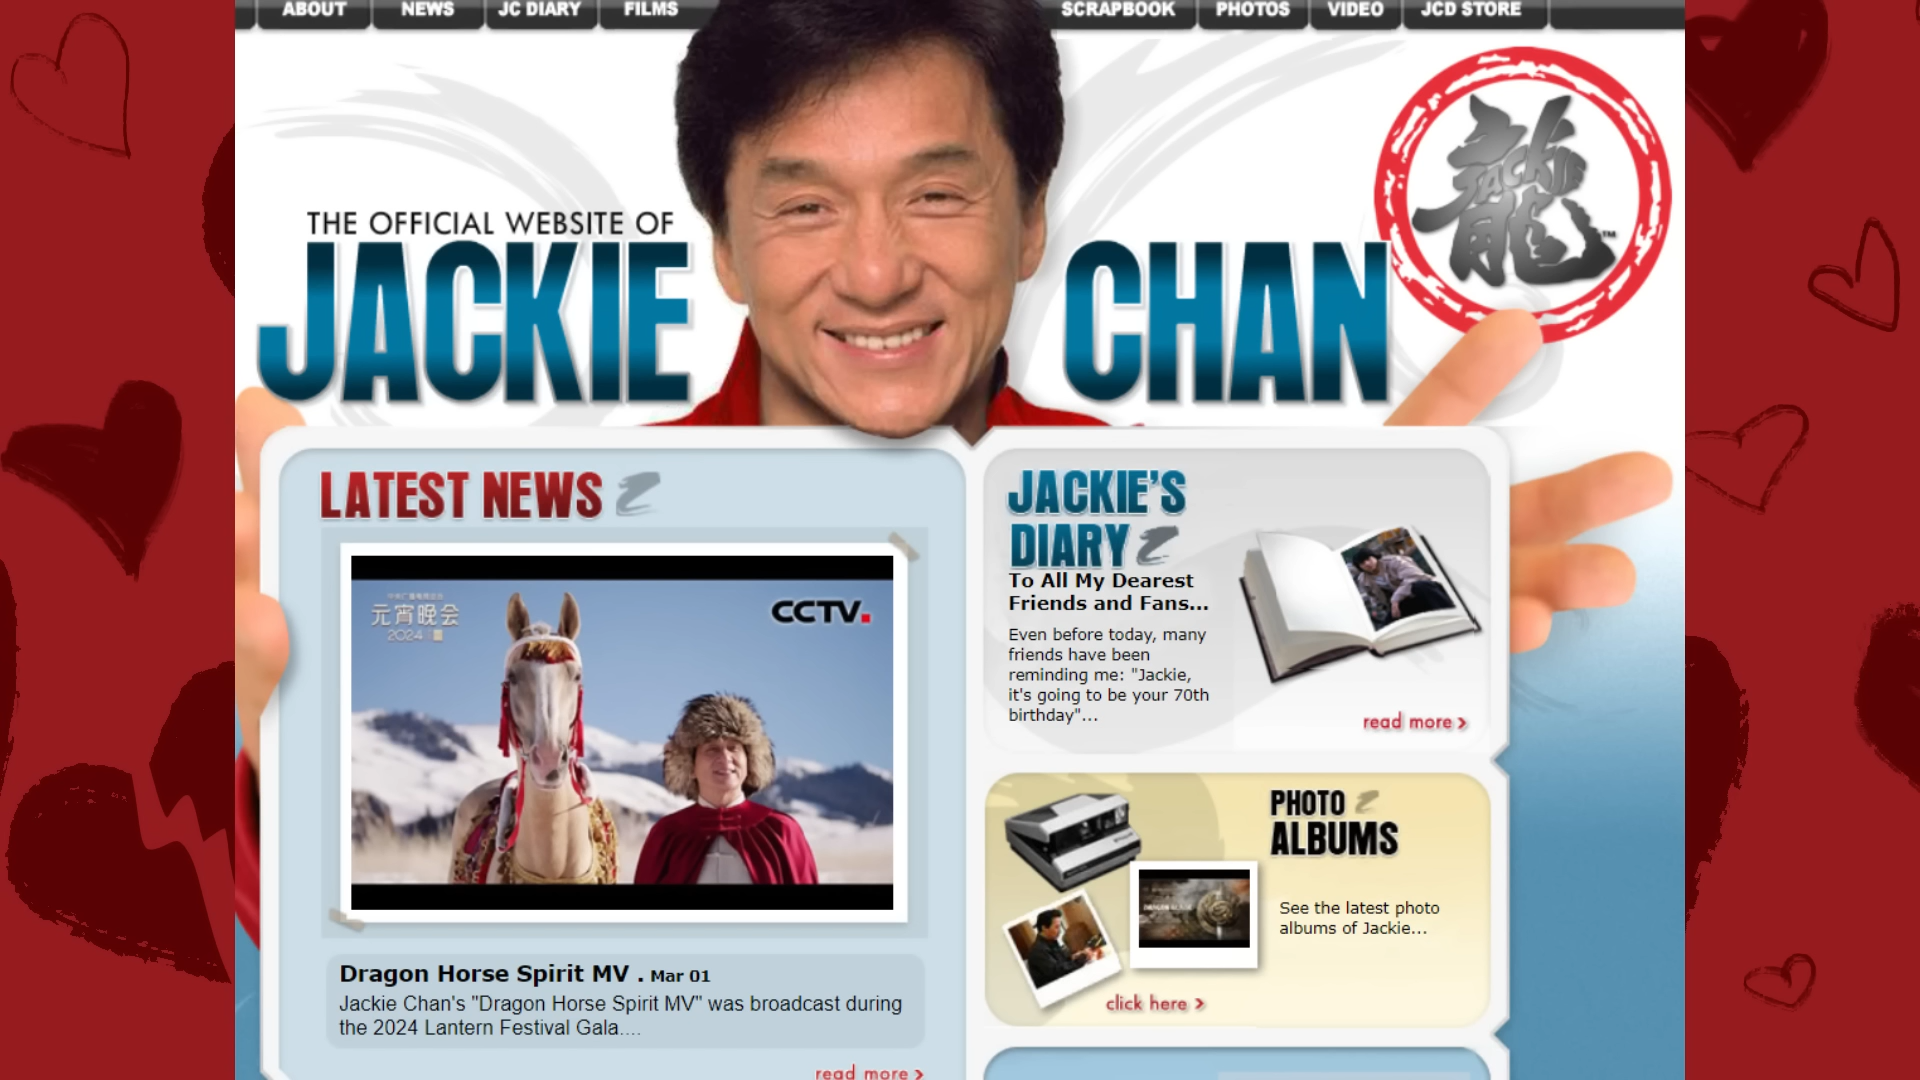 ABOUT
NEWS
JC DIARY
FILMS
SCRAPBOOK
PHOTOS
VIDEO
JCD STORE
THE OFFICIAL WEBSITE OF
JACKIE CHAN
龍
JACKIE
™
LATEST NEWS
元宵晚会
2024
CCTV.
Dragon Horse Spirit MV . Mar 01
Jackie Chan's "Dragon Horse Spirit MV" was broadcast during
the 2024 Lantern Festival Gala....
read more >
JACKIE'S
DIARY
To All My Dearest
Friends and Fans...
Even before today, many
friends have been
reminding me: "Jackie,
it's going to be your 70th
birthday"...
read more >
PHOTO
ALBUMS
See the latest photo
albums of Jackie...
click here >